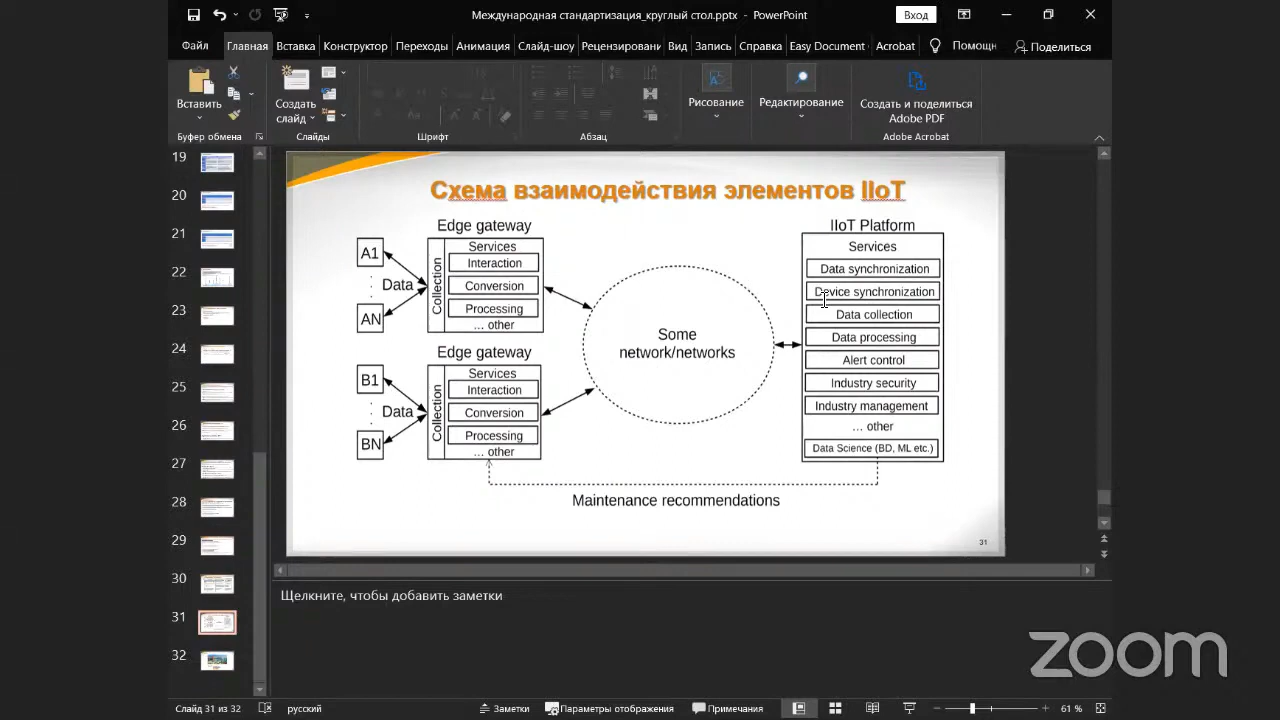 Международная стандартизация_круглый стол.pptx - PowerPoint
Вход
Файл Главная Вставка Конструктор Переходы Анимация Слайд-шоу Рецензировани Вид Запись Справка Easy Document Acrobat Помощн Поделиться
Вставить
Создать слайд
Рисование
Редактирование
Создать и поделиться Adobe PDF
Буфер обмена Слайды Шрифт Абзац Adobe Acrobat
19
20
21
22
23
24
25
26
27
28
29
30
31
32
Схема взаимодействия элементов IIoT
Edge gateway
A1
Data
AN
Collection
Services
Interaction
Conversion
Processing
... other
Edge gateway
B1
Data
BN
Collection
Services
Interaction
Conversion
Processing
... other
Some
network/networks
IIoT Platform
Services
Data synchronization
Device synchronization
Data collection
Data processing
Alert control
Industry security
Industry management
... other
Data Science (BD, ML etc.)
Maintenance recommendations
31
Щелкните, чтобы добавить заметки
zoom
Слайд 31 из 32 русский Заметки Параметры отображения Примечания 61 %